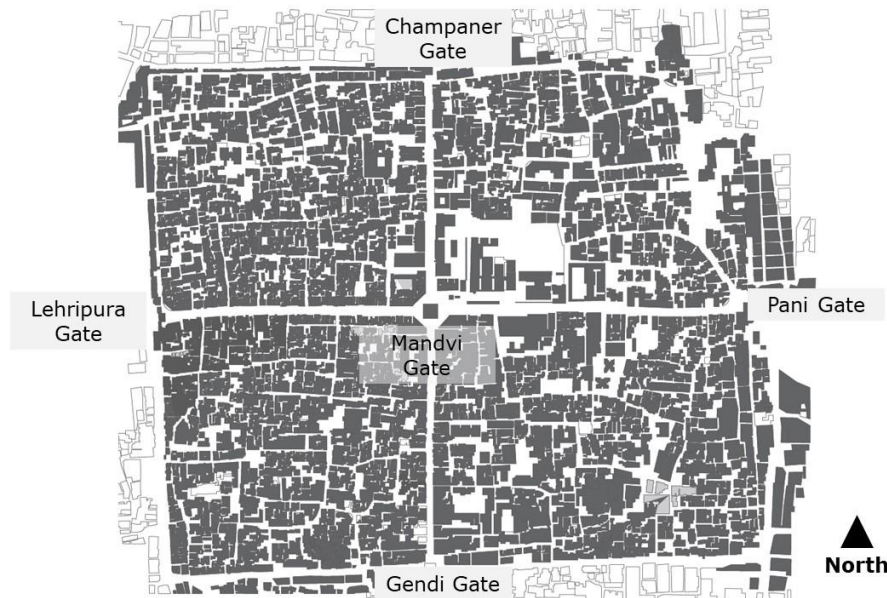 Champaner
Gate
Lehripura
Gate
Pani Gate
Mandvi
Gate
Gendi Gate
North